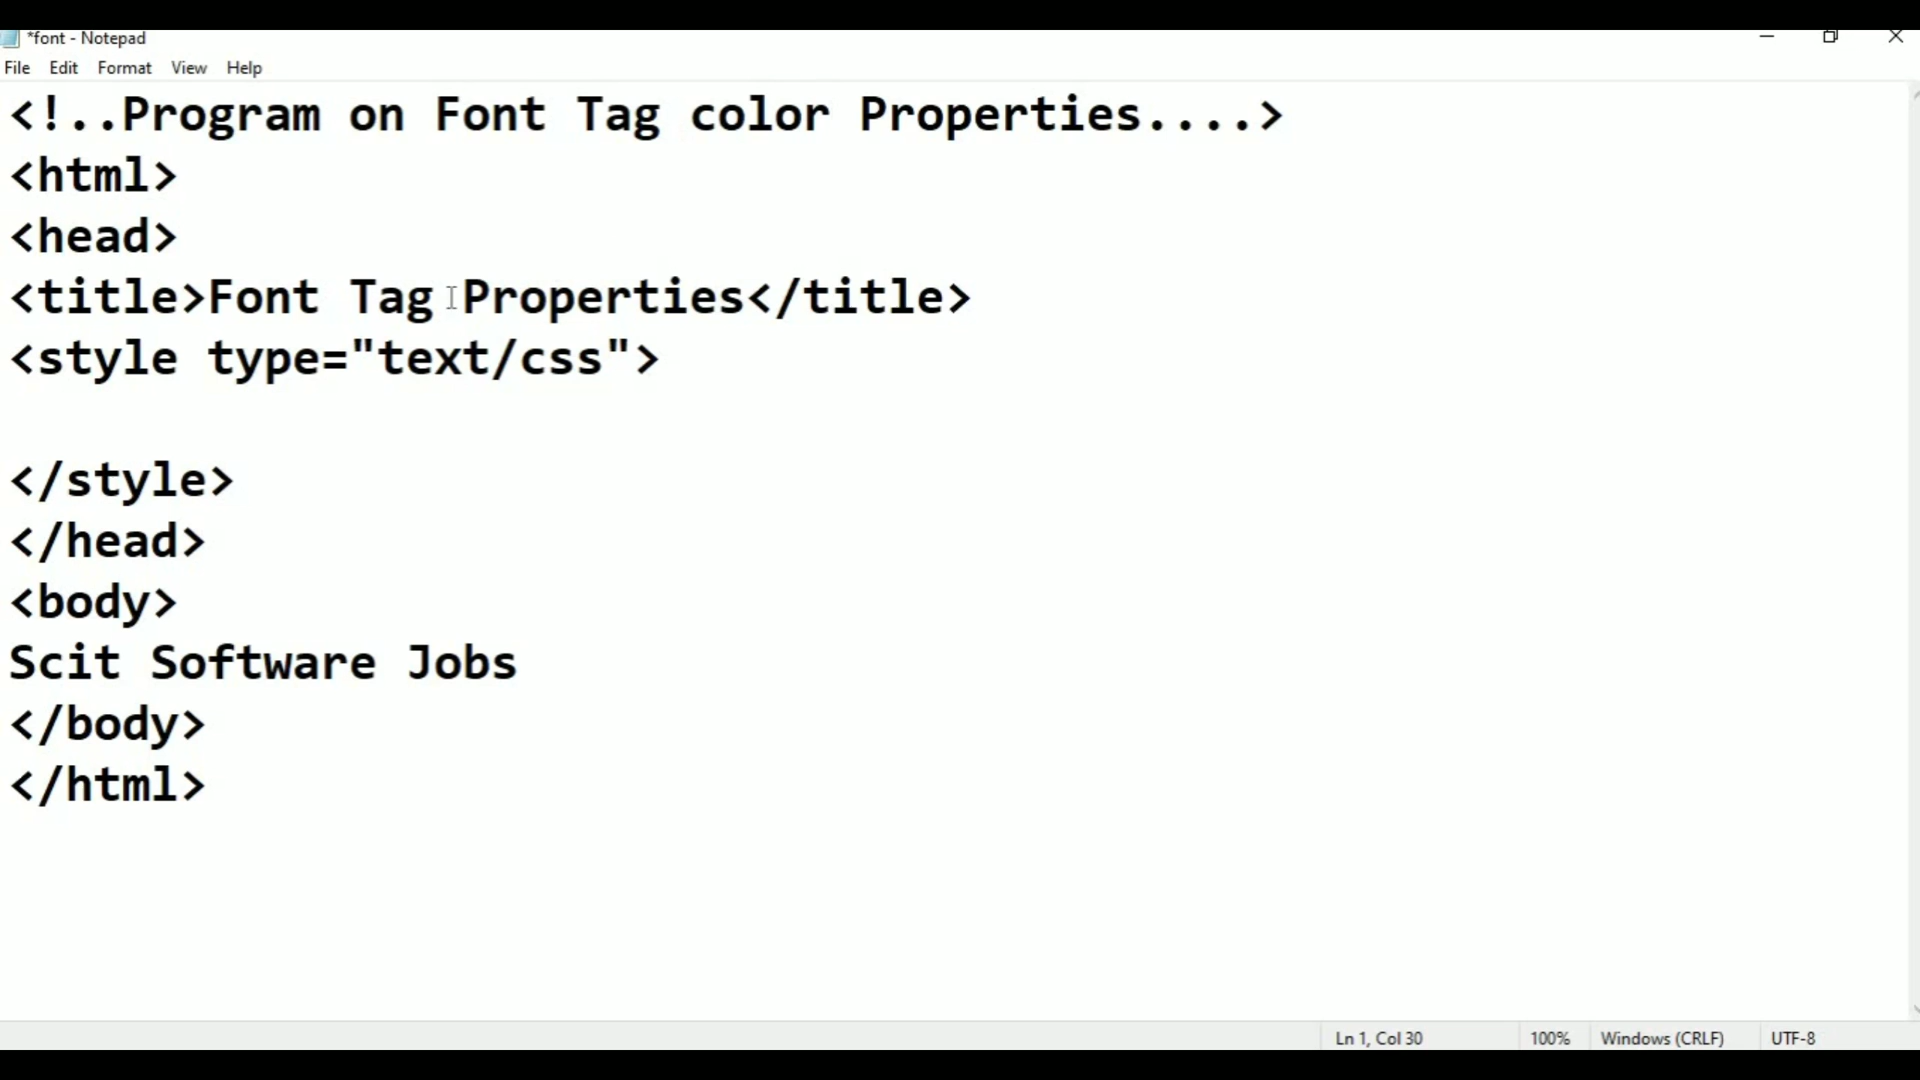 *font - Notepad
File Edit Format View Help
<!..Program on Font Tag color Properties....>
<html>
<head>
<title>Font Tag Properties</title>
<style type="text/css">
</style>
</head>
<body>
Scit Software Jobs
</body>
</html>
Ln 1, Col 30 100% Windows (CRLF) UTF-8